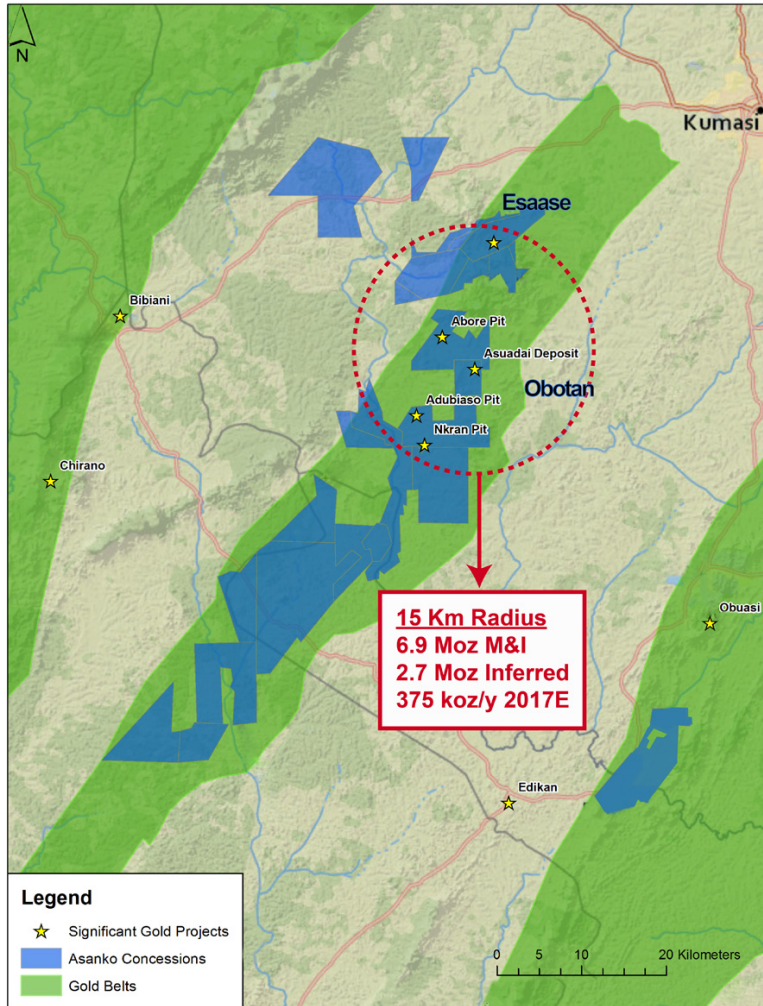 N
Kumasi
Esaase
Bibiani
Abore Pit
Asuadai Deposit
Obotan
Adubiaso Pit
Nkran Pit
Chirano
15 Km Radius
6.9 Moz M&I
2.7 Moz Inferred
375 koz/y 2017E
Obuasi
Edikan
Legend
Significant Gold Projects
Asanko Concessions
Gold Belts
0 5 10 20 Kilometers